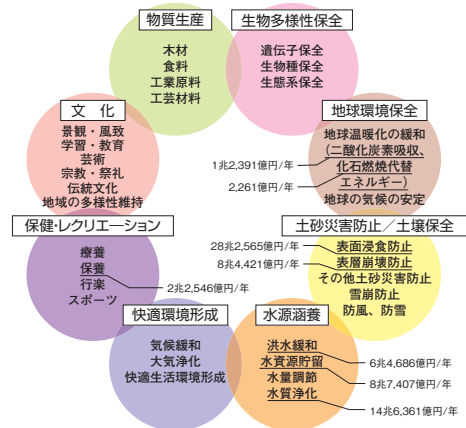 物質生産
木材
食料
工業原料
工芸材料
生物多様性保全
遺伝子保全
生物種保全
生態系保全
文 化
景観・風致
学習・教育
芸術
宗教・祭礼
伝統文化
地域の多様性維持
地球環境保全
地球温暖化の緩和
(二酸化炭素吸収、
1兆2,391億円/年
化石燃焼代替
2,261億円/年
エネルギー)
地球の気候の安定
保健・レクリエーション
療養
保養
行楽
スポーツ
2兆2,546億円/年
土砂災害防止/土壌保全
28兆2,565億円/年
表面浸食防止
8兆4,421億円/年
表層崩壊防止
その他土砂災害防止
雪崩防止
防風、防雪
快適環境形成
気候緩和
大気浄化
快適生活環境形成
水源涵養
洪水緩和
水資源貯留
水量調節
水質浄化
6兆4,686億円/年
8兆7,407億円/年
14兆6,361億円/年